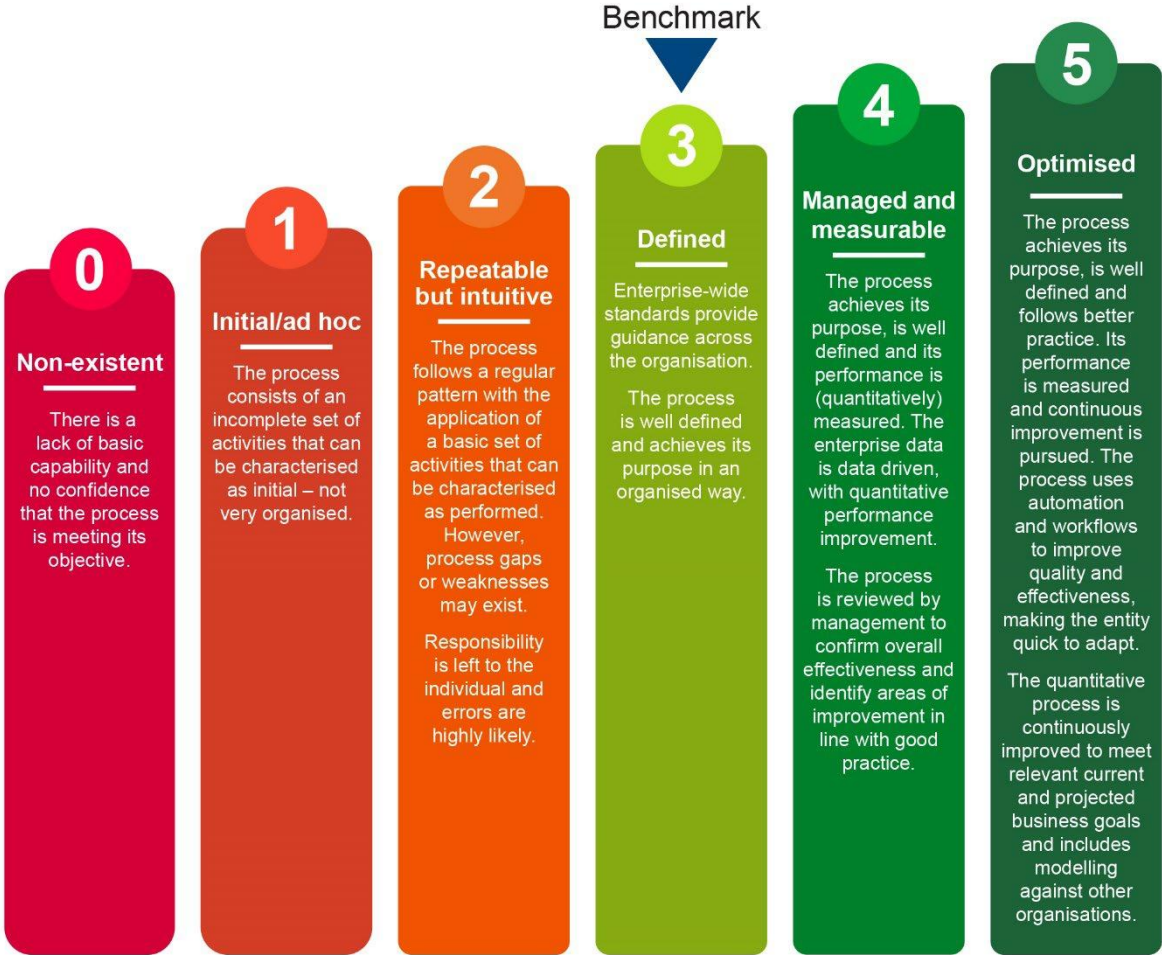 Benchmark
0
Non-existent
There is a
lack of basic
capability and
no confidence
that the process
is meeting its
objective.
1
Initial/ad hoc
The process
consists of an
incomplete set of
activities that can
be characterised
as initial – not
very organised.
2
Repeatable
but intuitive
The process
follows a regular
pattern with the
application of
a basic set of
activities that can
be characterised
as performed.
However,
process gaps
or weaknesses
may exist.
Responsibility
is left to the
individual and
errors are
highly likely.
3
Defined
Enterprise-wide
standards provide
guidance across
the organisation.
The process
is well defined
and achieves its
purpose in an
organised way.
4
Managed and
measurable
The process
achieves its
purpose, is well
defined and its
performance is
(quantitatively)
measured. The
enterprise data
is data driven,
with quantitative
performance
improvement.
The process
is reviewed by
management to
confirm overall
effectiveness and
identify areas of
improvement in
line with good
practice.
5
Optimised
The process
achieves its
purpose, is well
defined and
follows better
practice. Its
performance
is measured
and continuous
improvement is
pursued. The
process uses
automation
and workflows
to improve
quality and
effectiveness,
making the entity
quick to adapt.
The quantitative
process is
continuously
improved to meet
relevant current
and projected
business goals
and includes
modelling
against other
organisations.